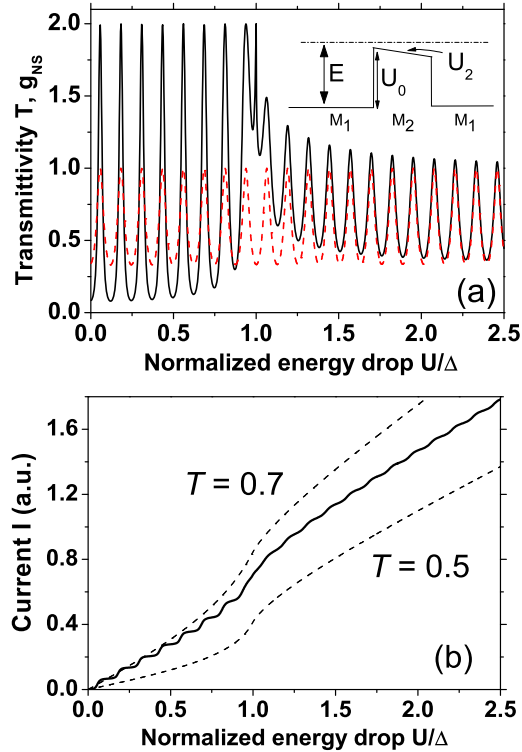 Transmittivity T, g_NS
2.0
1.5
1.0
0.5
0.0
E
U_0
U_2
M_1
M_2
M_1
(a)
0.0 0.5 1.0 1.5 2.0 2.5
Normalized energy drop U/Δ
Current I (a.u.)
1.6
1.2
0.8
0.4
0.0
T = 0.7
T = 0.5
(b)
0.0 0.5 1.0 1.5 2.0 2.5
Normalized energy drop U/Δ